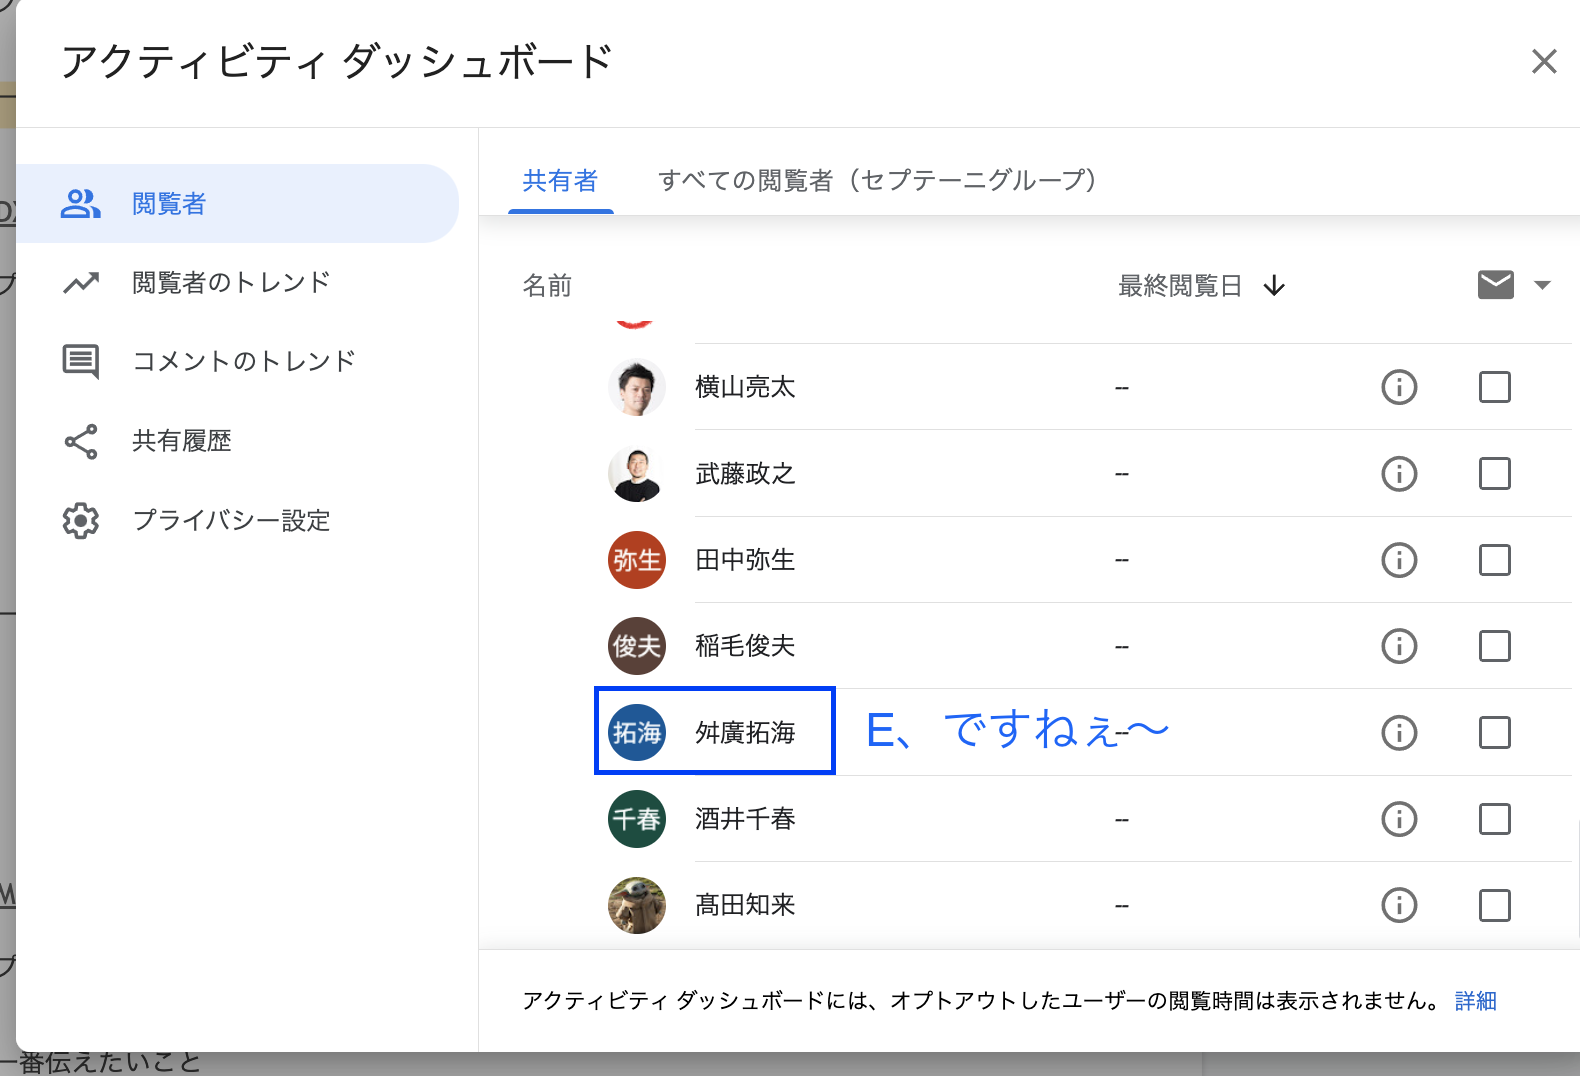 アクティビティ ダッシュボード
閲覧者
閲覧者のトレンド
コメントのトレンド
共有履歴
プライバシー設定
共有者
すべての閲覧者（セプテーニグループ）
名前
最終閲覧日
横山亮太
--
武藤政之
--
弥生
田中弥生
--
俊夫
稲毛俊夫
--
拓海
舛廣拓海
E、ですねぇ〜
--
千春
酒井千春
--
髙田知来
--
アクティビティ ダッシュボードには、オプトアウトしたユーザーの閲覧時間は表示されません。 詳細
一番伝えたいこと